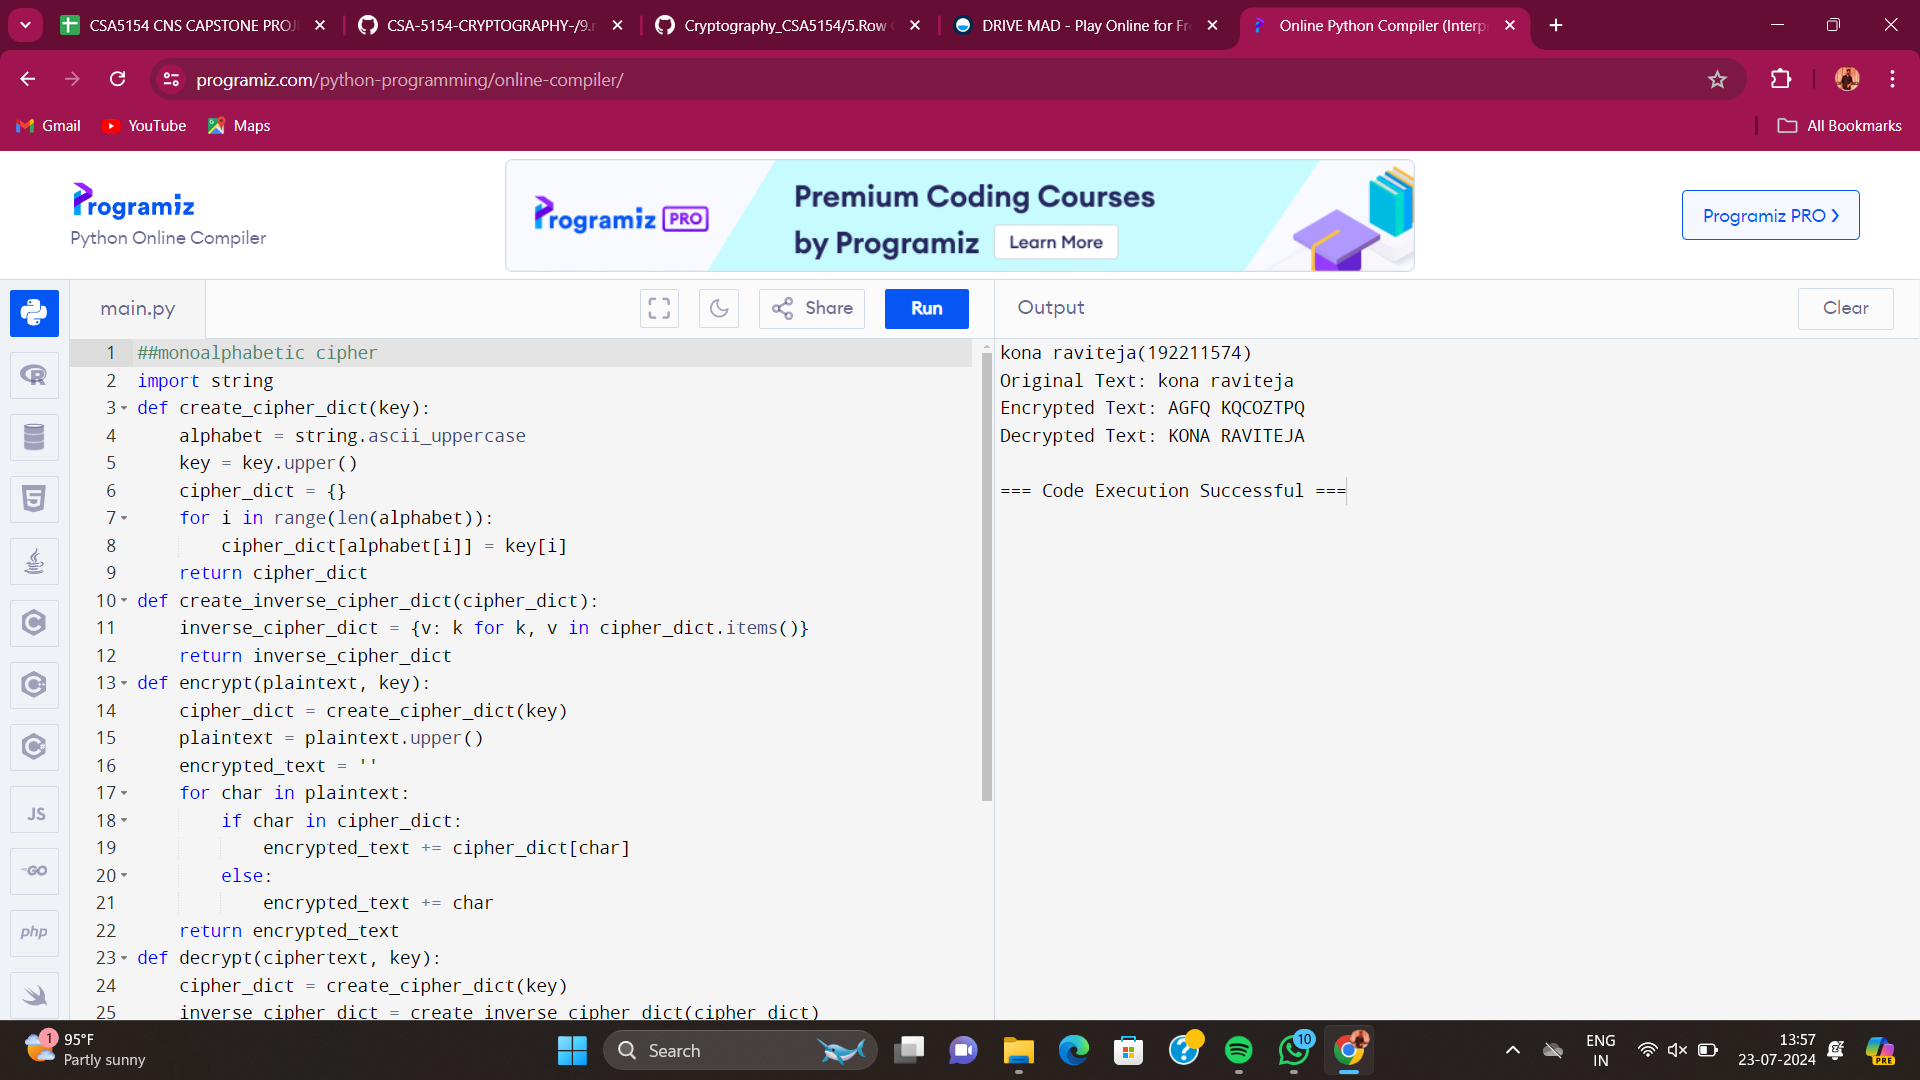 CSA5154 CNS CAPSTONE PROJ
CSA-5154-CRYPTOGRAPHY-/9.r
Cryptography_CSA5154/5.Row
DRIVE MAD - Play Online for Fr
Online Python Compiler (Interp
programiz.com/python-programming/online-compiler/
Gmail
YouTube
Maps
All Bookmarks
Programiz
Python Online Compiler
Programiz PRO
Premium Coding Courses
by Programiz
Learn More
Programiz PRO
main.py
Share
Run
Output
Clear
1 ##monoalphabetic cipher
2 import string
3 def create_cipher_dict(key):
4 alphabet = string.ascii_uppercase
5 key = key.upper()
6 cipher_dict = {}
7 for i in range(len(alphabet)):
8 cipher_dict[alphabet[i]] = key[i]
9 return cipher_dict
10 def create_inverse_cipher_dict(cipher_dict):
11 inverse_cipher_dict = {v: k for k, v in cipher_dict.items()}
12 return inverse_cipher_dict
13 def encrypt(plaintext, key):
14 cipher_dict = create_cipher_dict(key)
15 plaintext = plaintext.upper()
16 encrypted_text = ''
17 for char in plaintext:
18 if char in cipher_dict:
19 encrypted_text += cipher_dict[char]
20 else:
21 encrypted_text += char
22 return encrypted_text
23 def decrypt(ciphertext, key):
24 cipher_dict = create_cipher_dict(key)
25 inverse_cipher_dict = create_inverse_cipher_dict(cipher_dict)
kona raviteja(192211574)
Original Text: kona raviteja
Encrypted Text: AGFQ KQCOZTPQ
Decrypted Text: KONA RAVITEJA
=== Code Execution Successful ===
JS
GO
php
1
95°F
Partly sunny
Search
10
ENG
IN
13:57
23-07-2024
PRE